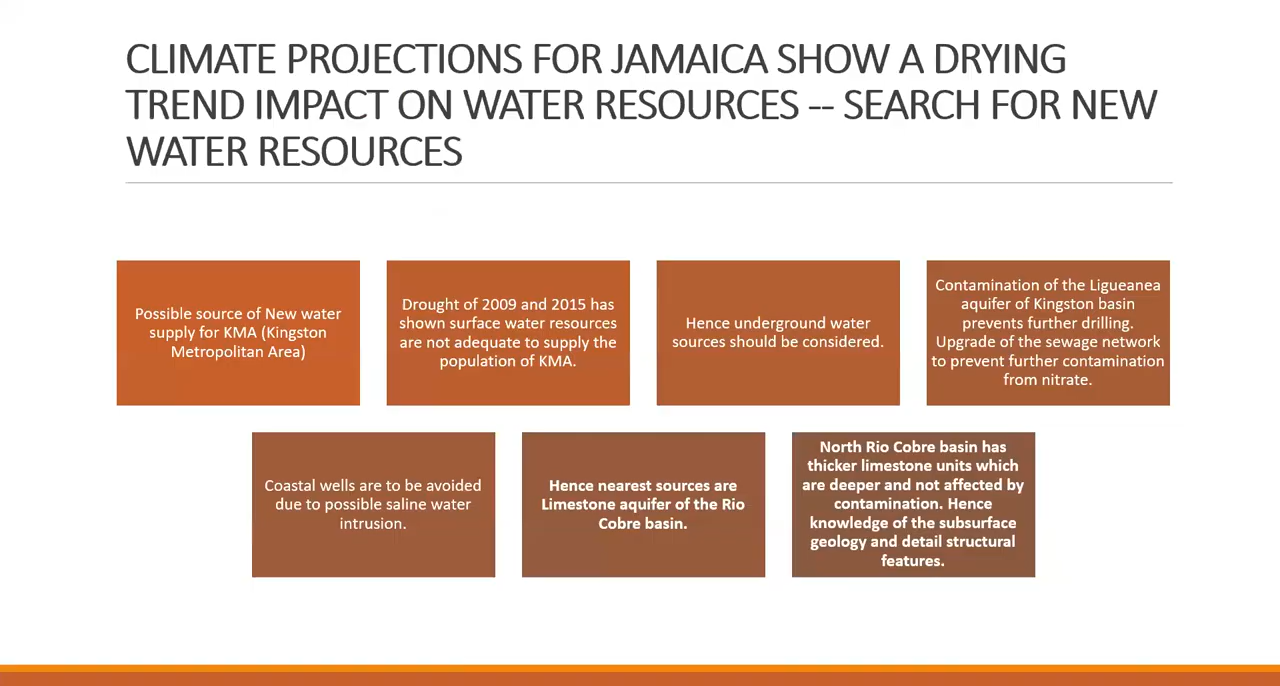 CLIMATE PROJECTIONS FOR JAMAICA SHOW A DRYING
TREND IMPACT ON WATER RESOURCES -- SEARCH FOR NEW
WATER RESOURCES
Possible source of New water
supply for KMA (Kingston
Metropolitan Area)
Drought of 2009 and 2015 has
shown surface water resources
are not adequate to supply the
population of KMA.
Hence underground water
sources should be considered.
Contamination of the Ligueanea
aquifer of Kingston basin
prevents further drilling.
Upgrade of the sewage network
to prevent further contamination
from nitrate.
Coastal wells are to be avoided
due to possible saline water
intrusion.
Hence nearest sources are
Limestone aquifer of the Rio
Cobre basin.
North Rio Cobre basin has
thicker limestone units which
are deeper and not affected by
contamination. Hence
knowledge of the subsurface
geology and detail structural
features.